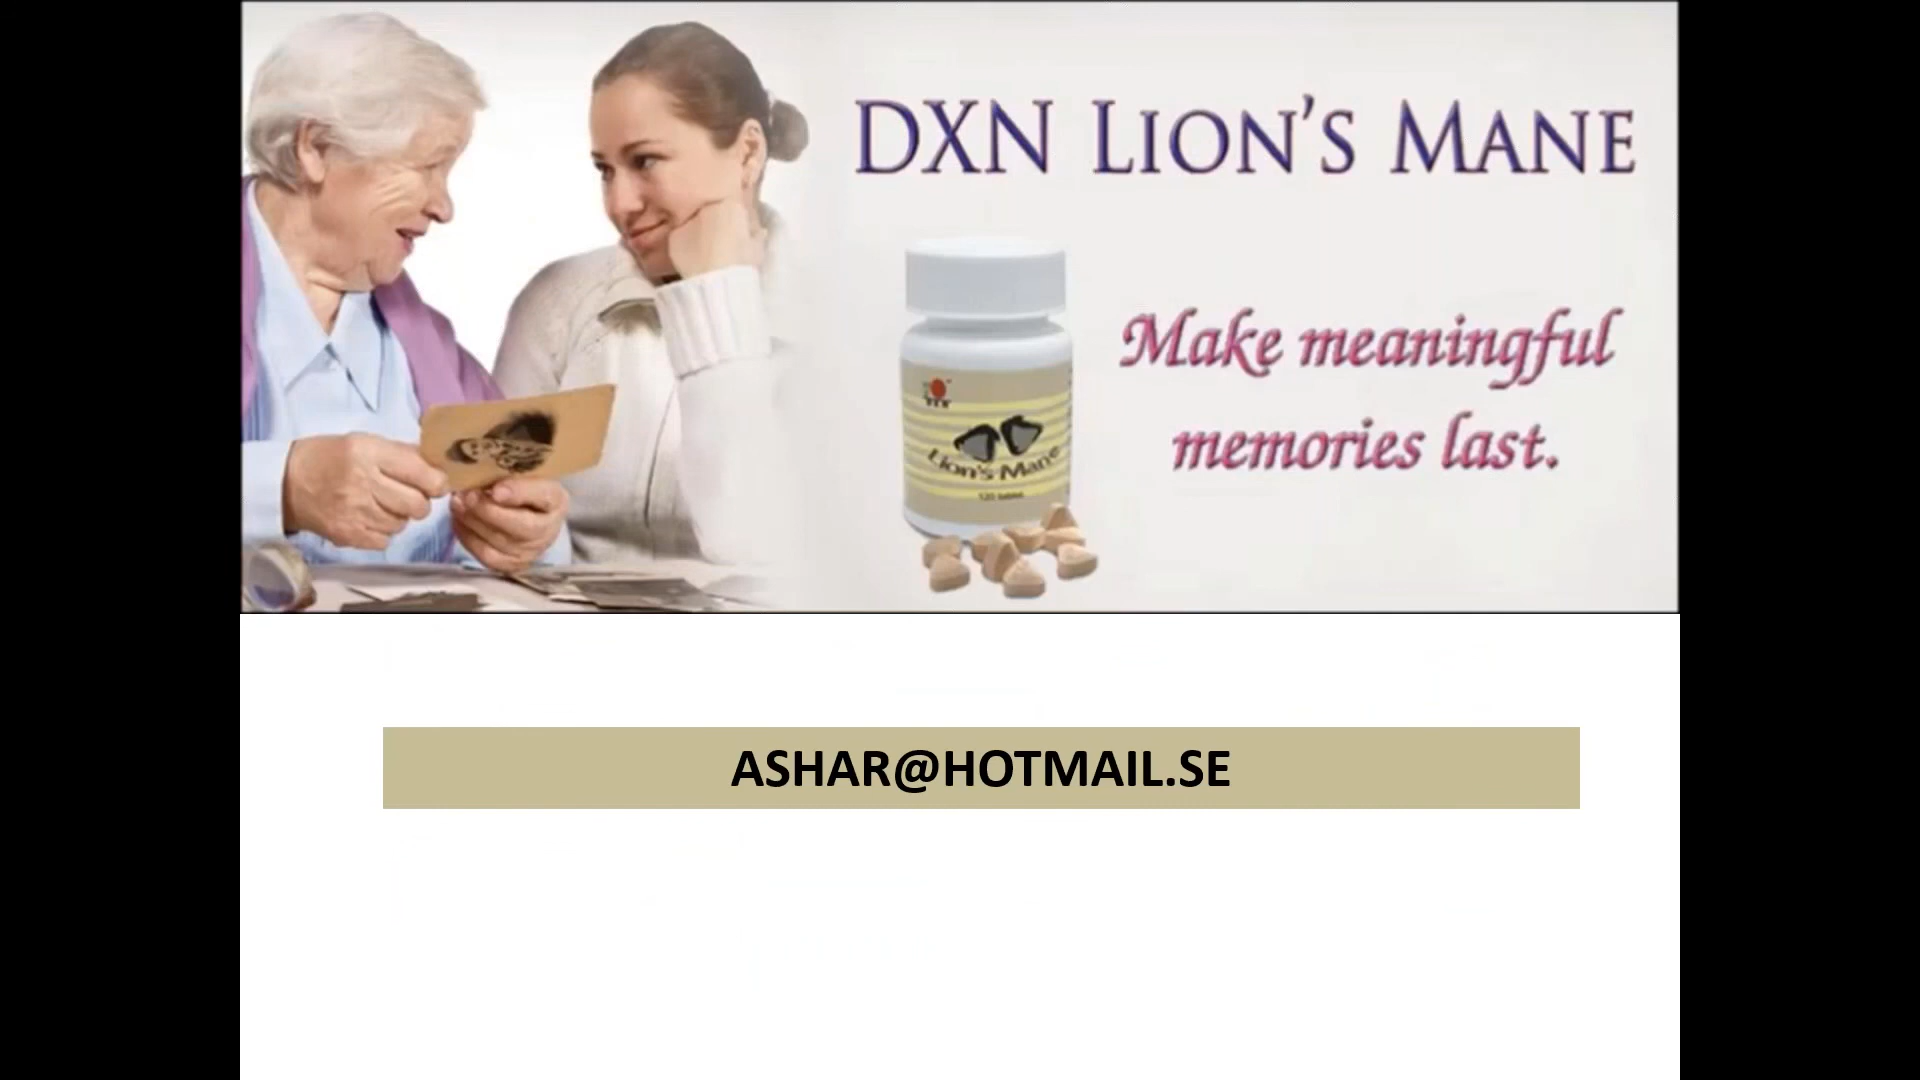 DXN LION'S MANE
Make meaningful
memories last.
Lion's Mane
ASHAR@HOTMAIL.SE